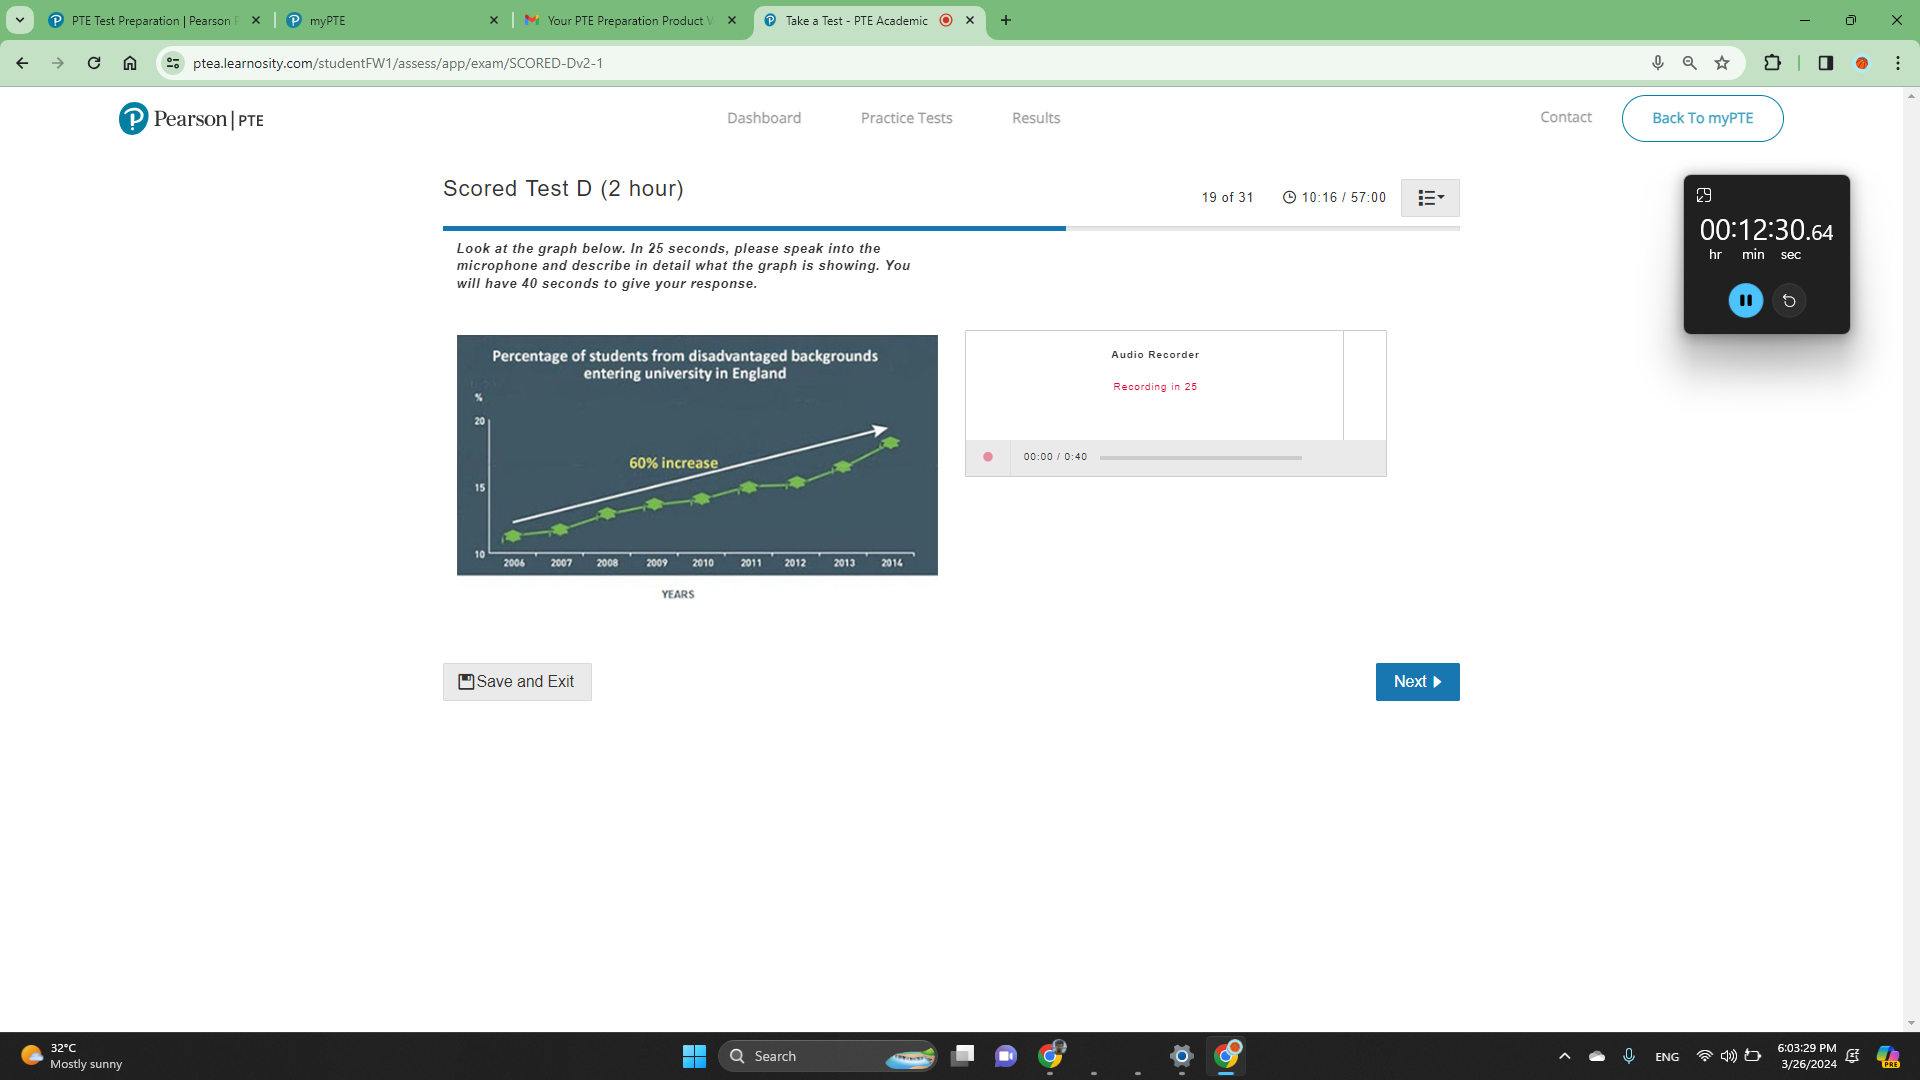 PTE Test Preparation | Pearson
myPTE
Your PTE Preparation Product
Take a Test - PTE Academic
ptea.learnosity.com/studentFW1/assess/app/exam/SCORED-Dv2-1
Pearson | PTE
Dashboard
Practice Tests
Results
Contact
Back To myPTE
Scored Test D (2 hour)
19 of 31
10:16 / 57:00
00:12:30.64
hr min sec
Look at the graph below. In 25 seconds, please speak into the
microphone and describe in detail what the graph is showing. You
will have 40 seconds to give your response.
Percentage of students from disadvantaged backgrounds
entering university in England
%
20
60% increase
15
10
2006 2007 2008 2009 2010 2011 2012 2013 2014
YEARS
Audio Recorder
Recording in 25
00:00 / 0:40
Save and Exit
Next
32°C
Mostly sunny
Search
ENG
6:03:29 PM
3/26/2024
PRE